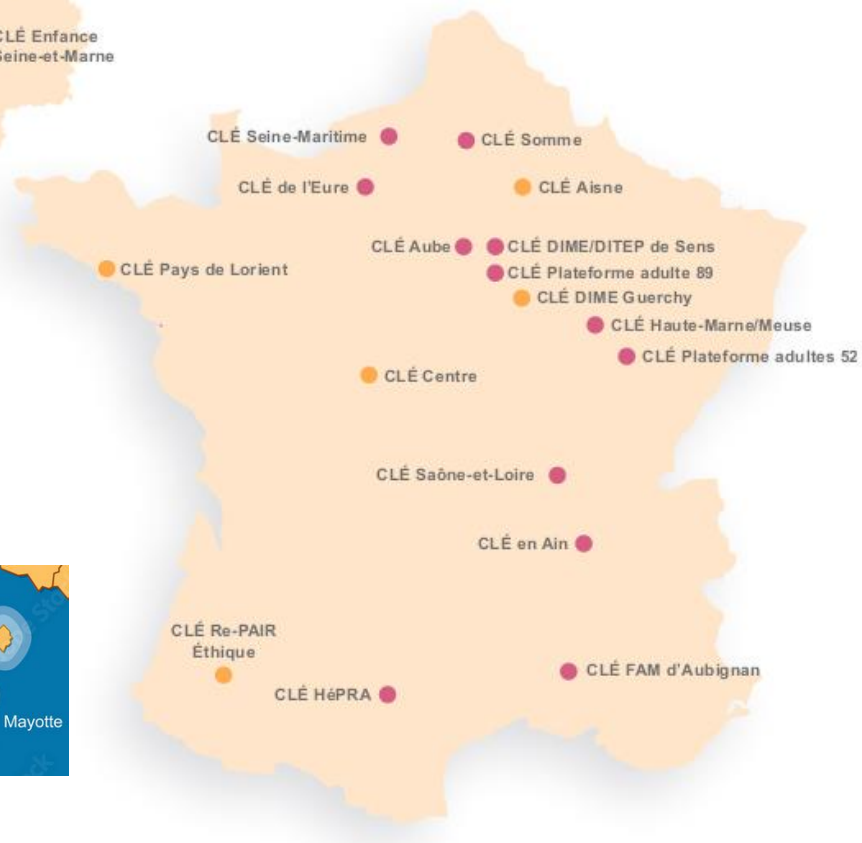 CLÉ Enfance
Seine-et-Marne
CLÉ Seine-Maritime
CLÉ Somme
CLÉ de l'Eure
CLÉ Aisne
CLÉ Aube
CLÉ DIME/DITEP de Sens
CLÉ Pays de Lorient
CLÉ Plateforme adulte 89
CLÉ DIME Guerchy
CLÉ Haute-Marne/Meuse
CLÉ Plateforme adultes 52
CLÉ Centre
CLÉ Saône-et-Loire
CLÉ en Ain
CLÉ Re-PAIR
Éthique
CLÉ FAM d'Aubignan
CLÉ HéPRA
Mayotte